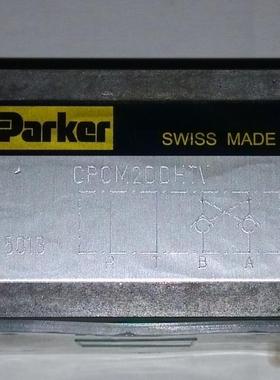 Parker
SWISS MADE
CPOM2DDHTV
5013
P T B A